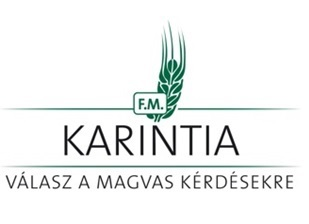 F.M.
KARINTIA
VÁLASZ A MAGVAS KÉRDÉSEKRE